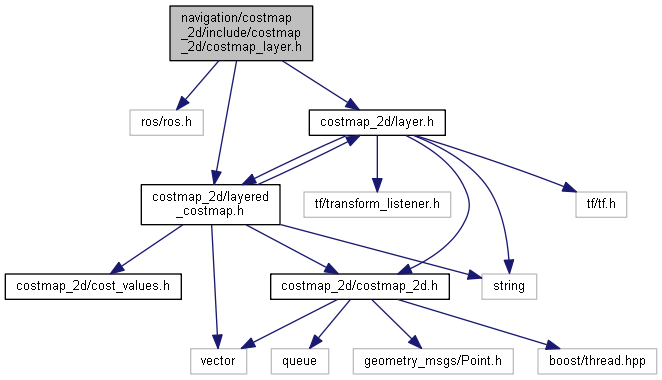 navigation/include/costmap
_2d/include/costmap
_2d/costmap_layer.h
ros/ros.h
costmap_2d/layer.h
costmap_2d/layered
_costmap.h
tf/transform_listener.h
tf/tf.h
costmap_2d/cost_values.h
costmap_2d/costmap_2d.h
string
vector
queue
geometry_msgs/Point.h
boost/thread.hpp